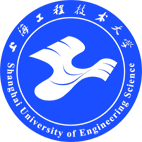 上海工程技术大学
Shanghai University of Engineering Science